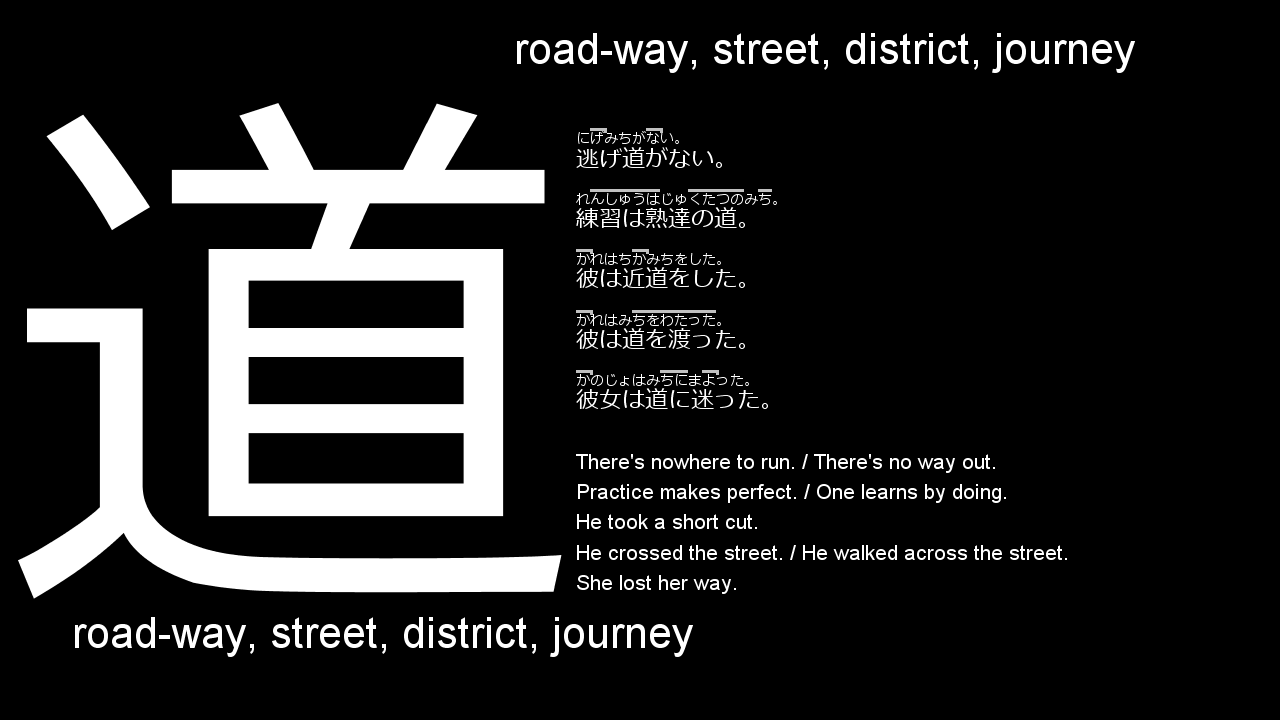 road-way, street, district, journey
道
にげみちがない。
逃げ道がない。
れんしゅうはじゅくたつのみち。
練習は熟達の道。
かれはちかみちをした。
彼は近道をした。
かれはみちをわたった。
彼は道を渡った。
かのじょはみちにまよった。
彼女は道に迷った。
There's nowhere to run. / There's no way out.
Practice makes perfect. / One learns by doing.
He took a short cut.
He crossed the street. / He walked across the street.
She lost her way.
road-way, street, district, journey